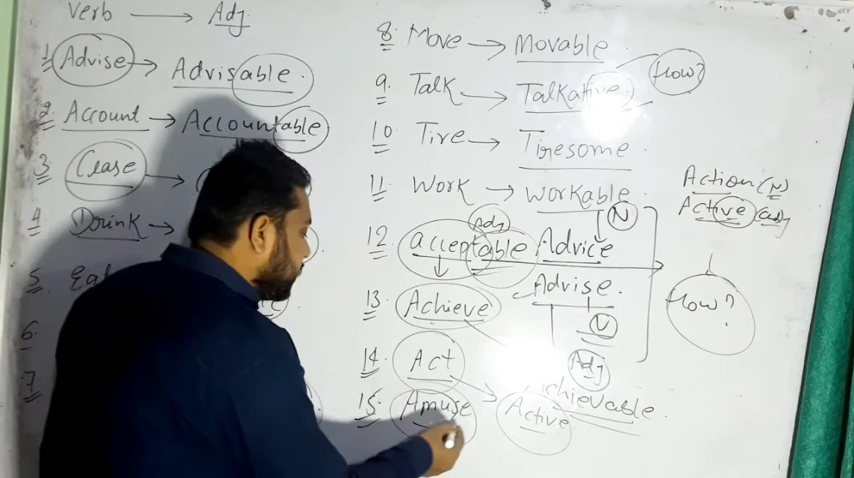 Verb → Adj
1 Advise → Advisable.
2 Account → Accountable
3 Cease →
4 Drink →
5. Eat
6.
7.
8. Move → Movable.
9. Talk → Talkative.
How?
10 Tire → Tiresome
11. Work → Workable.
N
12. acceptable
Adj
Advice
Advise.
V
13. Achieve
Adj
chievable.
14. Act → Active.
15. Amuse
Action (N)
Active (adj)
How?